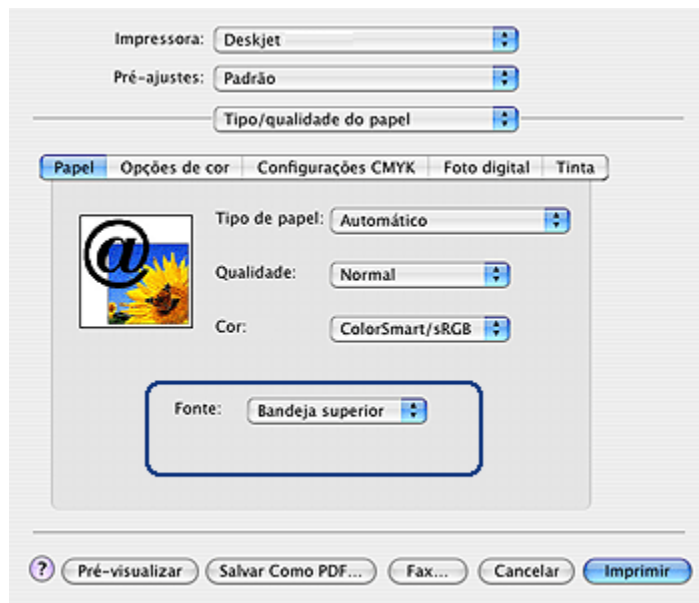 Impressora: Deskjet
Pré-ajustes: Padrão
Tipo/qualidade do papel
Papel Opções de cor Configurações CMYK Foto digital Tinta
@
Tipo de papel: Automático
Qualidade: Normal
Cor: ColorSmart/sRGB
Fonte: Bandeja superior
? Pré-visualizar Salvar Como PDF... Fax... Cancelar Imprimir